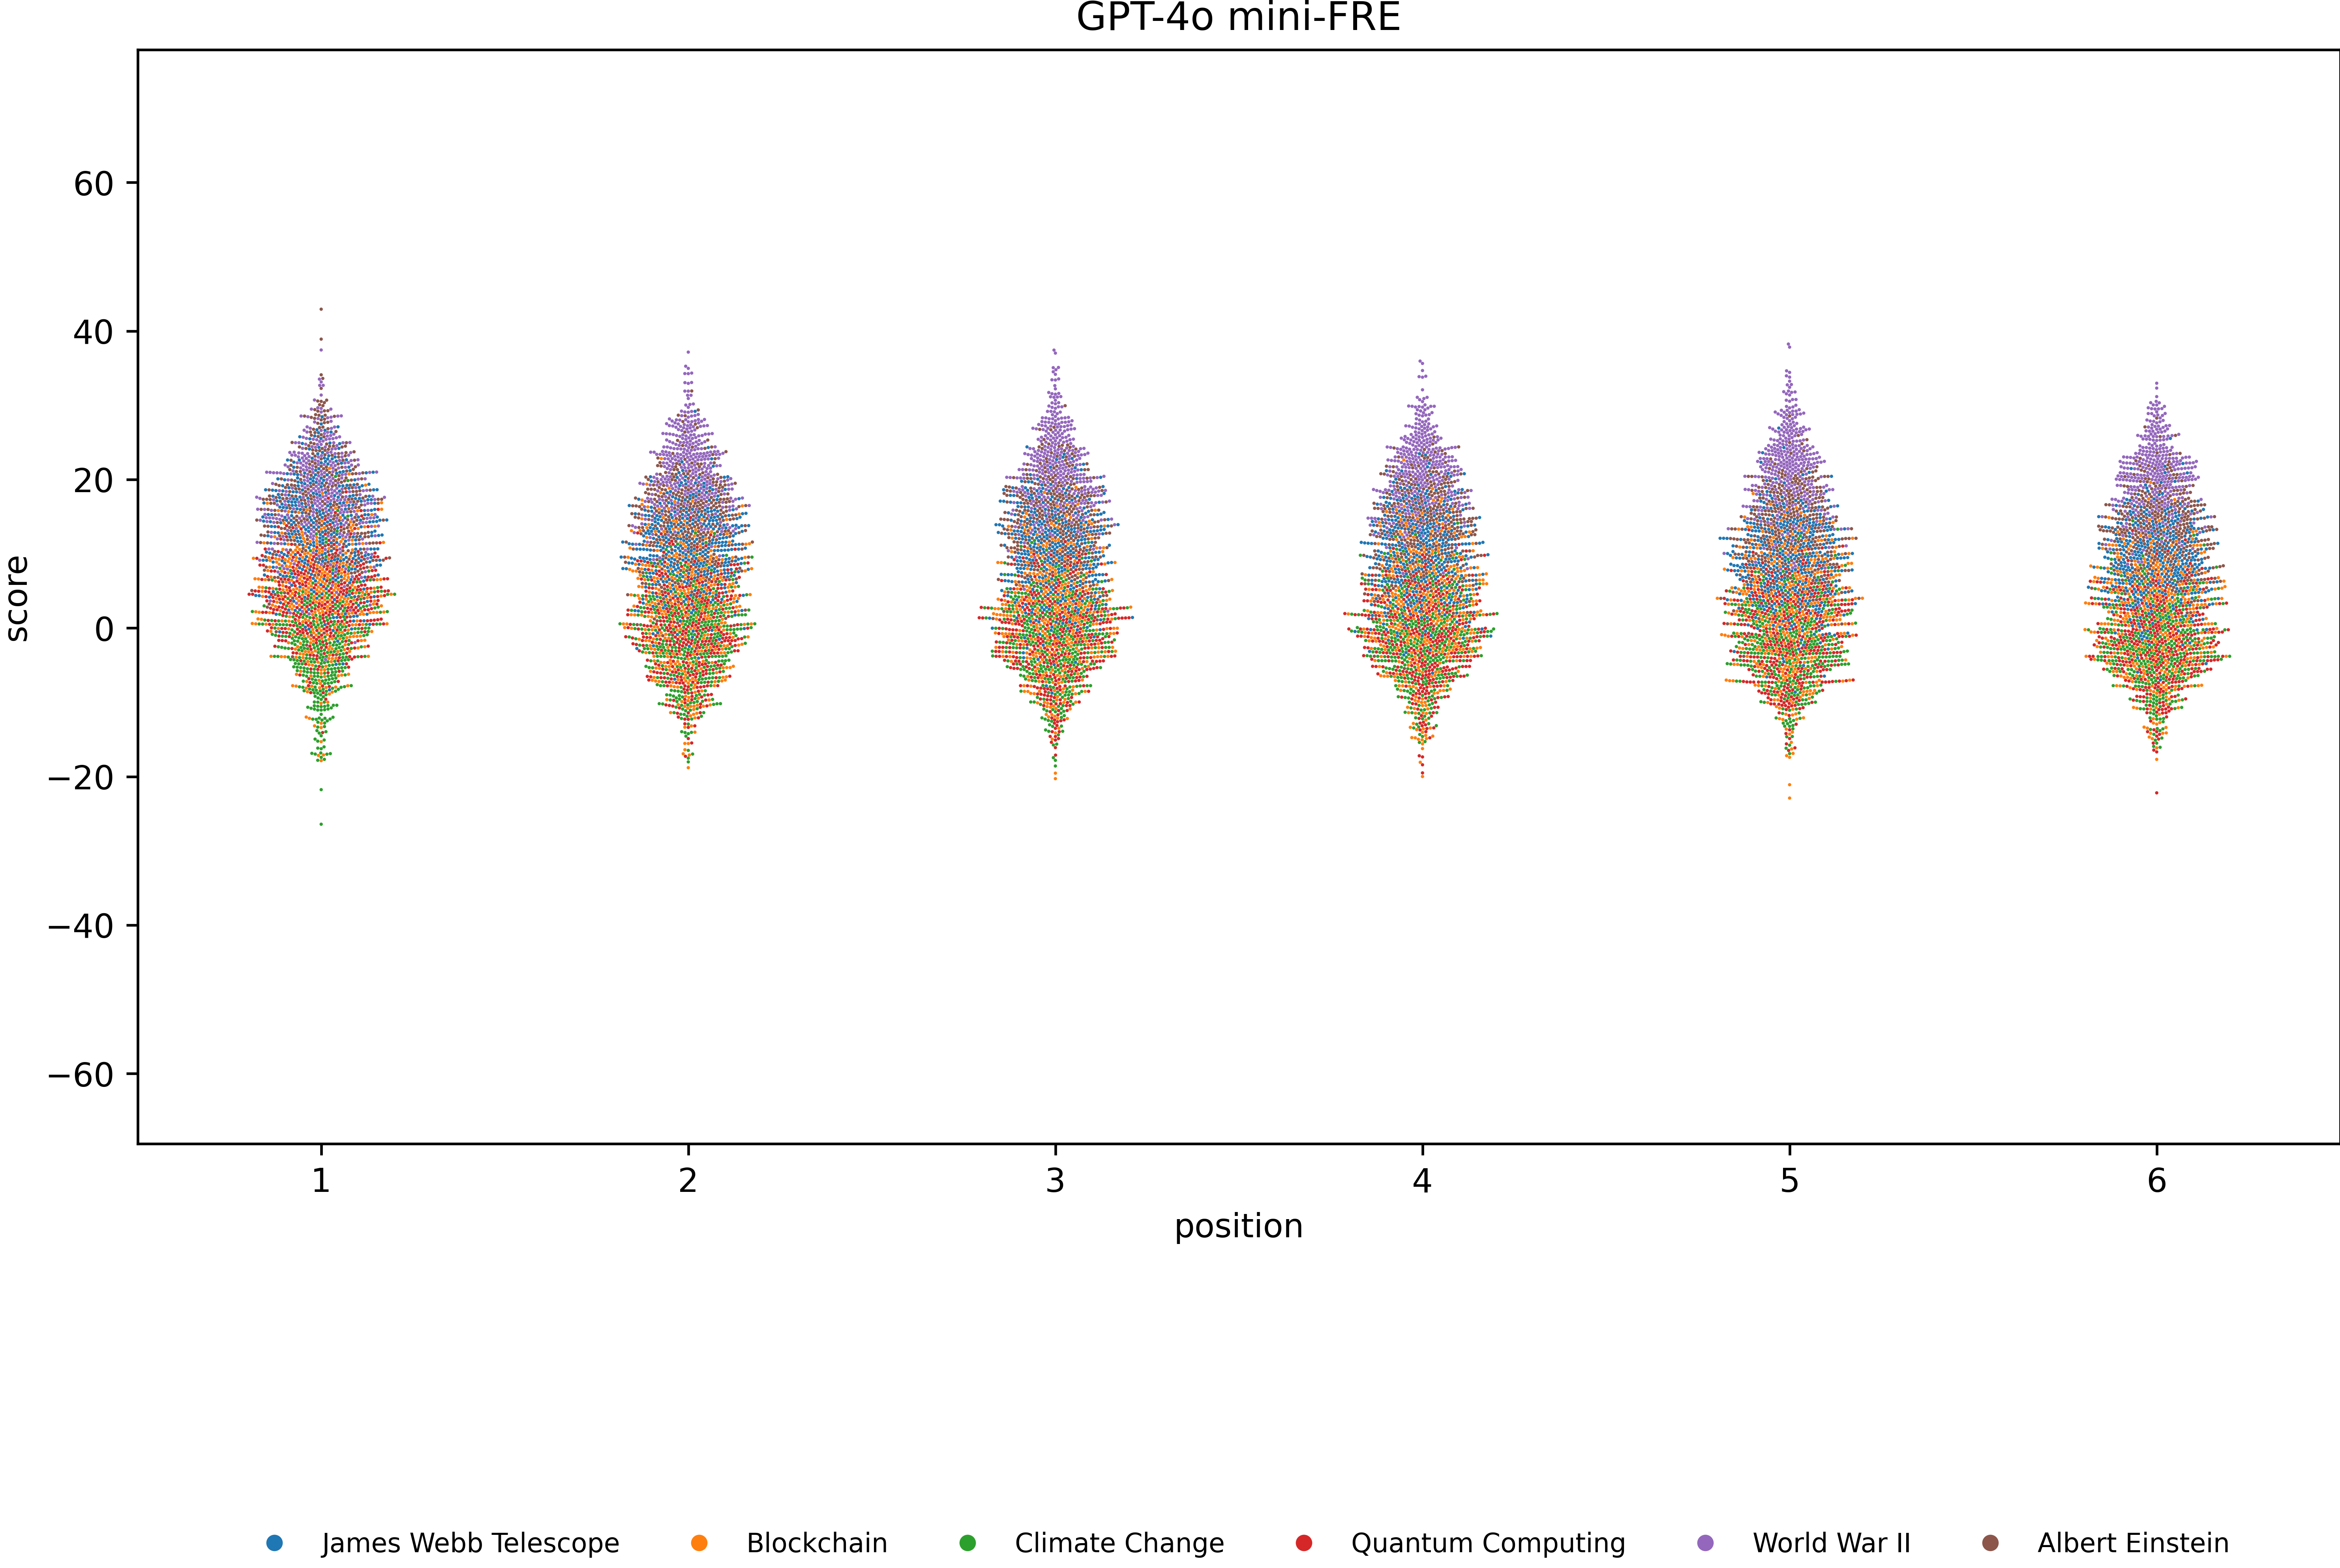 GPT-4o mini-FRE
score
60
40
20
0
−20
−40
−60
1 2 3 4 5 6
position
James Webb Telescope Blockchain Climate Change Quantum Computing World War II Albert Einstein